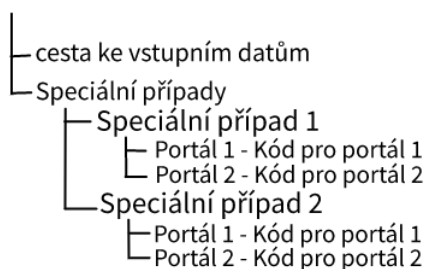 cesta ke vstupním datům
Speciální případy
Speciální případ 1
Portál 1 - Kód pro portál 1
Portál 2 - Kód pro portál 2
Speciální případ 2
Portál 1 - Kód pro portál 1
Portál 2 - Kód pro portál 2